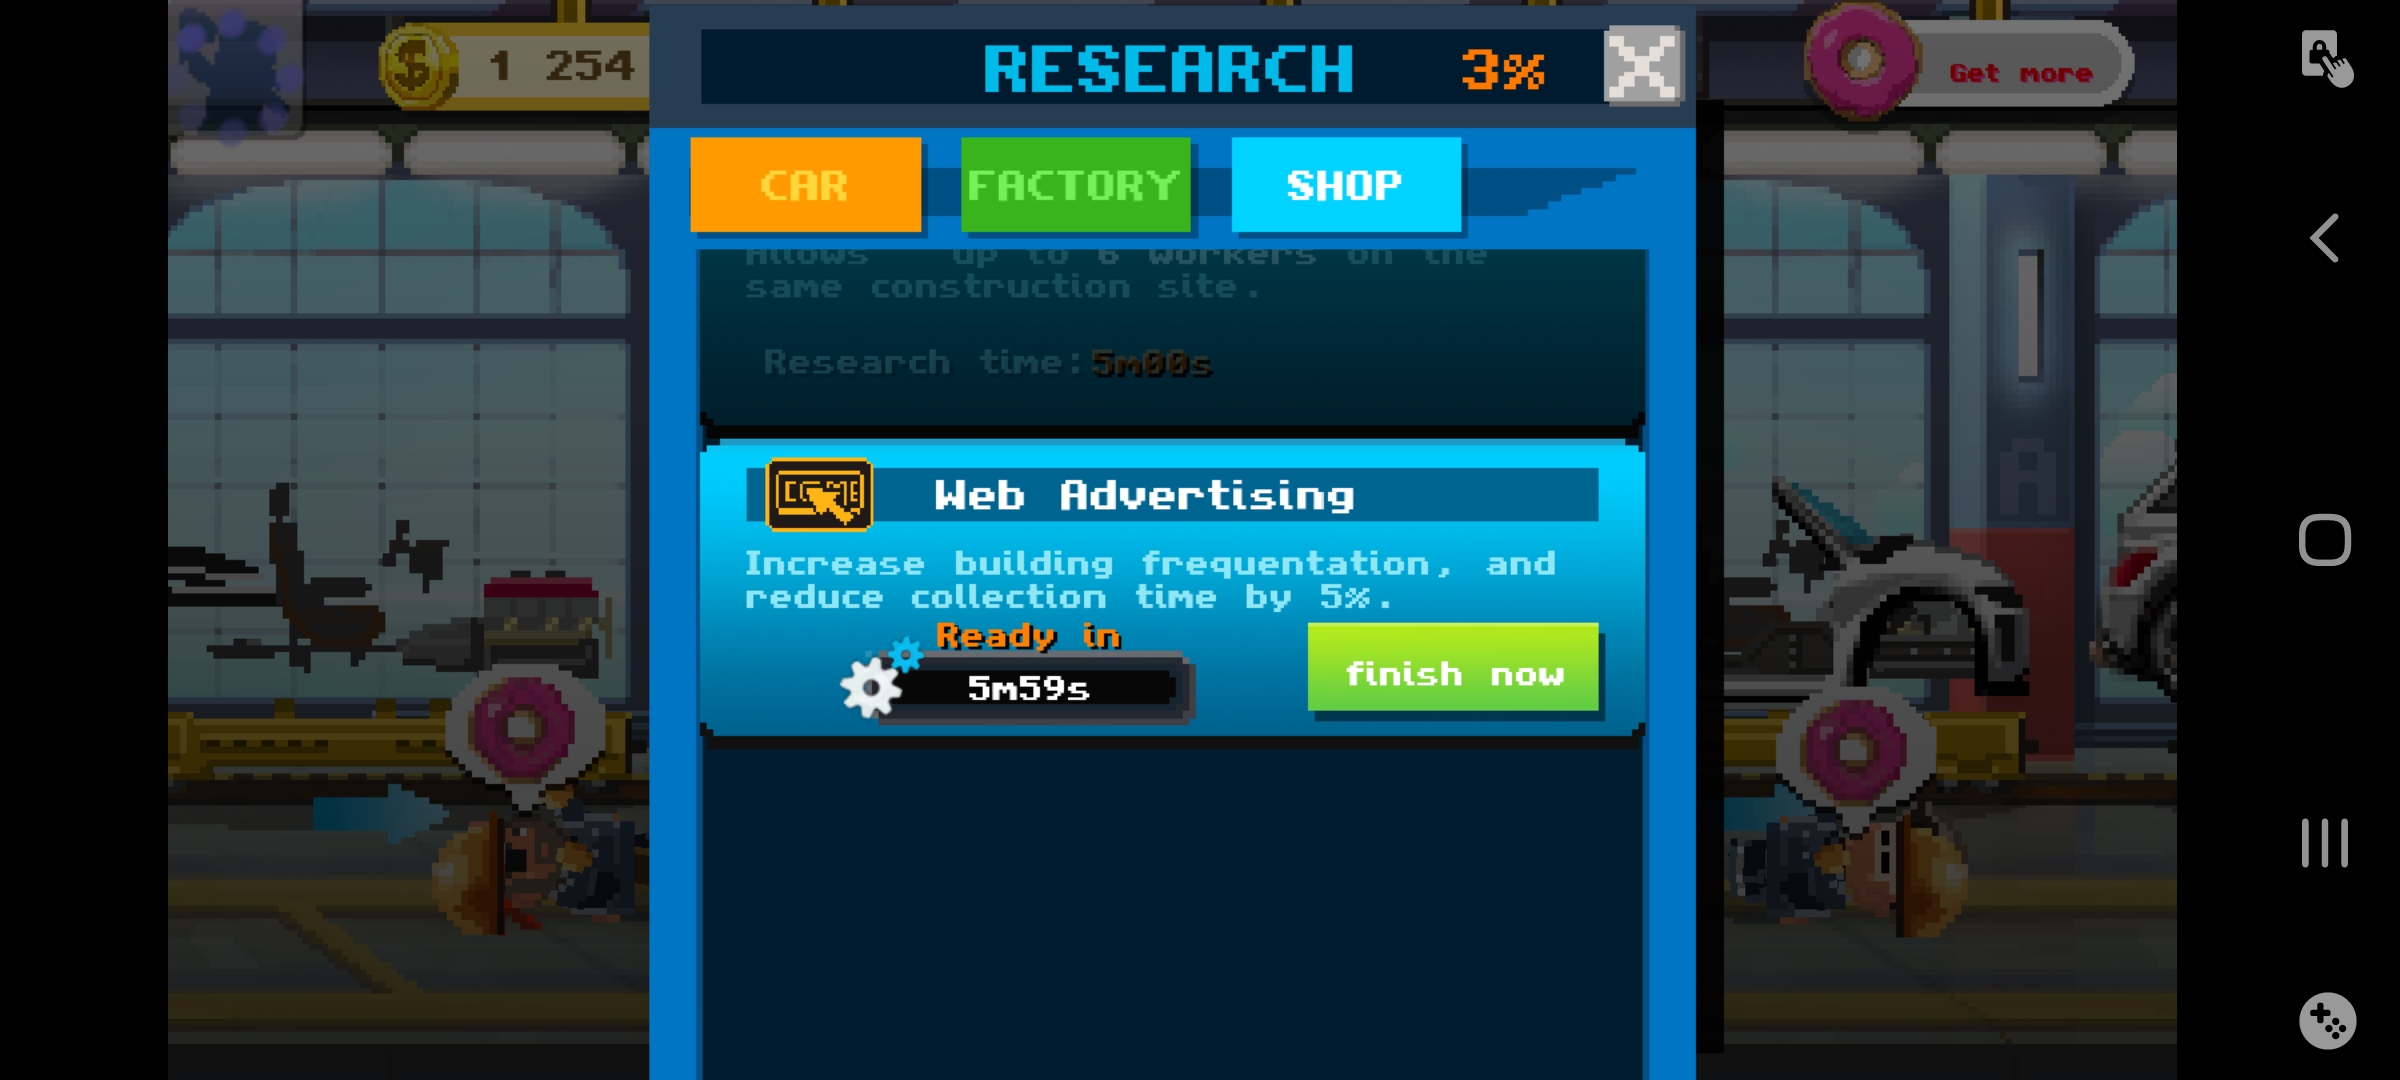 1 254
RESEARCH 3%
Get more
CAR FACTORY SHOP
Allows up to 6 workers on the
same construction site.
Research time:5m00s
Web Advertising
Increase building frequentation, and
reduce collection time by 5%.
Ready in
5m59s
finish now
A